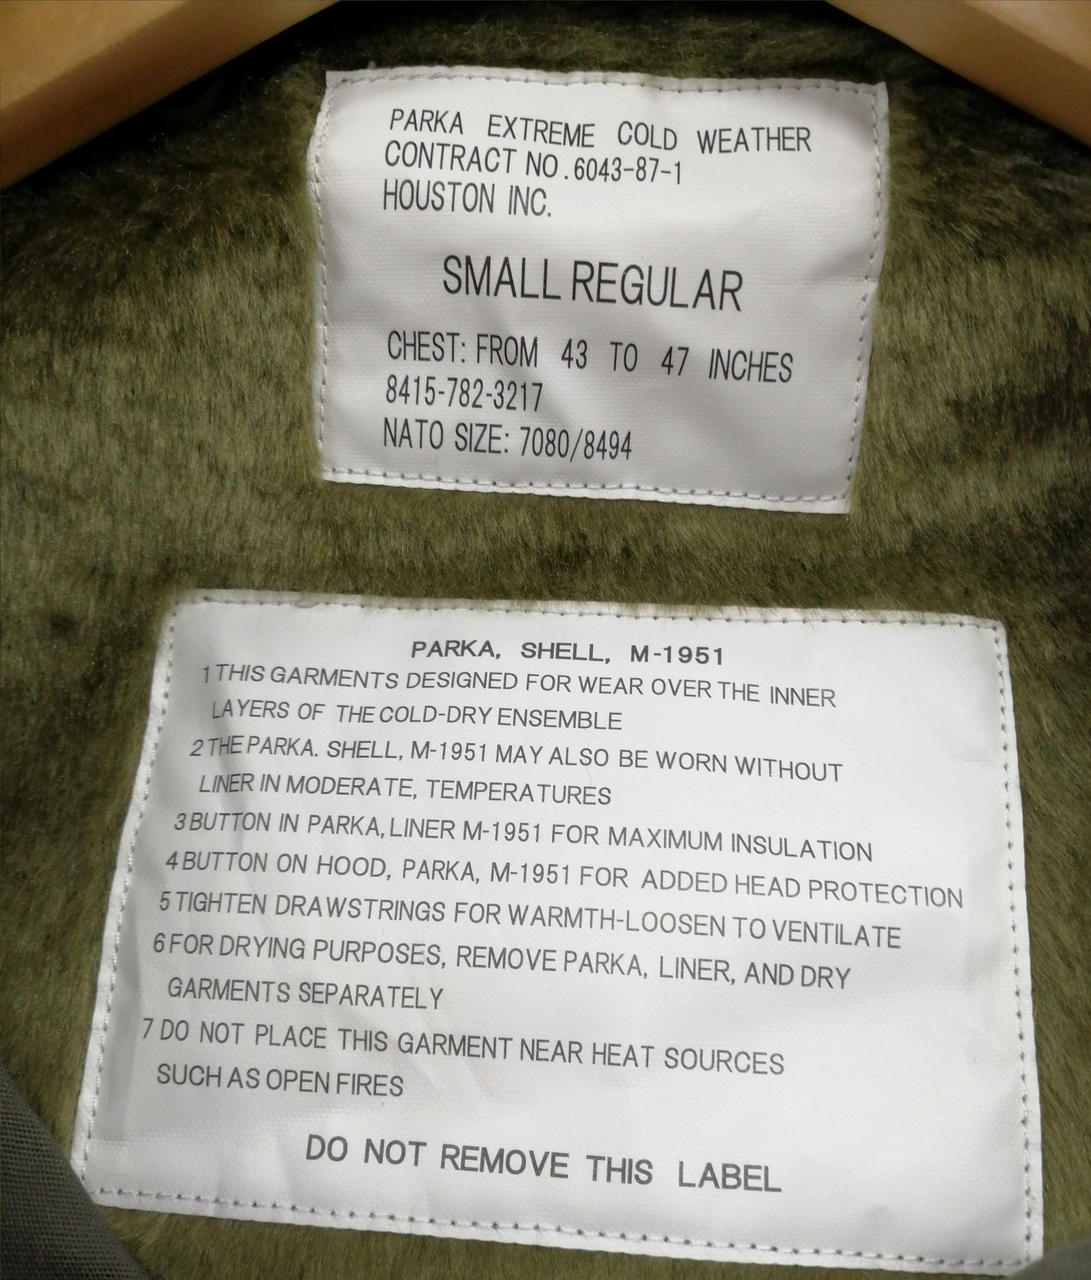 PARKA EXTREME COLD WEATHER
CONTRACT NO.6043-87-1
HOUSTON INC.
SMALL REGULAR
CHEST: FROM 43 TO 47 INCHES
8415-782-3217
NATO SIZE: 7080/8494
PARKA, SHELL, M-1951
1 THIS GARMENTS DESIGNED FOR WEAR OVER THE INNER
LAYERS OF THE COLD-DRY ENSEMBLE
2 THE PARKA. SHELL, M-1951 MAY ALSO BE WORN WITHOUT
LINER IN MODERATE, TEMPERATURES
3 BUTTON IN PARKA, LINER M-1951 FOR MAXIMUM INSULATION
4 BUTTON ON HOOD, PARKA, M-1951 FOR ADDED HEAD PROTECTION
5 TIGHTEN DRAWSTRINGS FOR WARMTH-LOOSEN TO VENTILATE
6 FOR DRYING PURPOSES, REMOVE PARKA, LINER, AND DRY
GARMENTS SEPARATELY
7 DO NOT PLACE THIS GARMENT NEAR HEAT SOURCES
SUCH AS OPEN FIRES
DO NOT REMOVE THIS LABEL